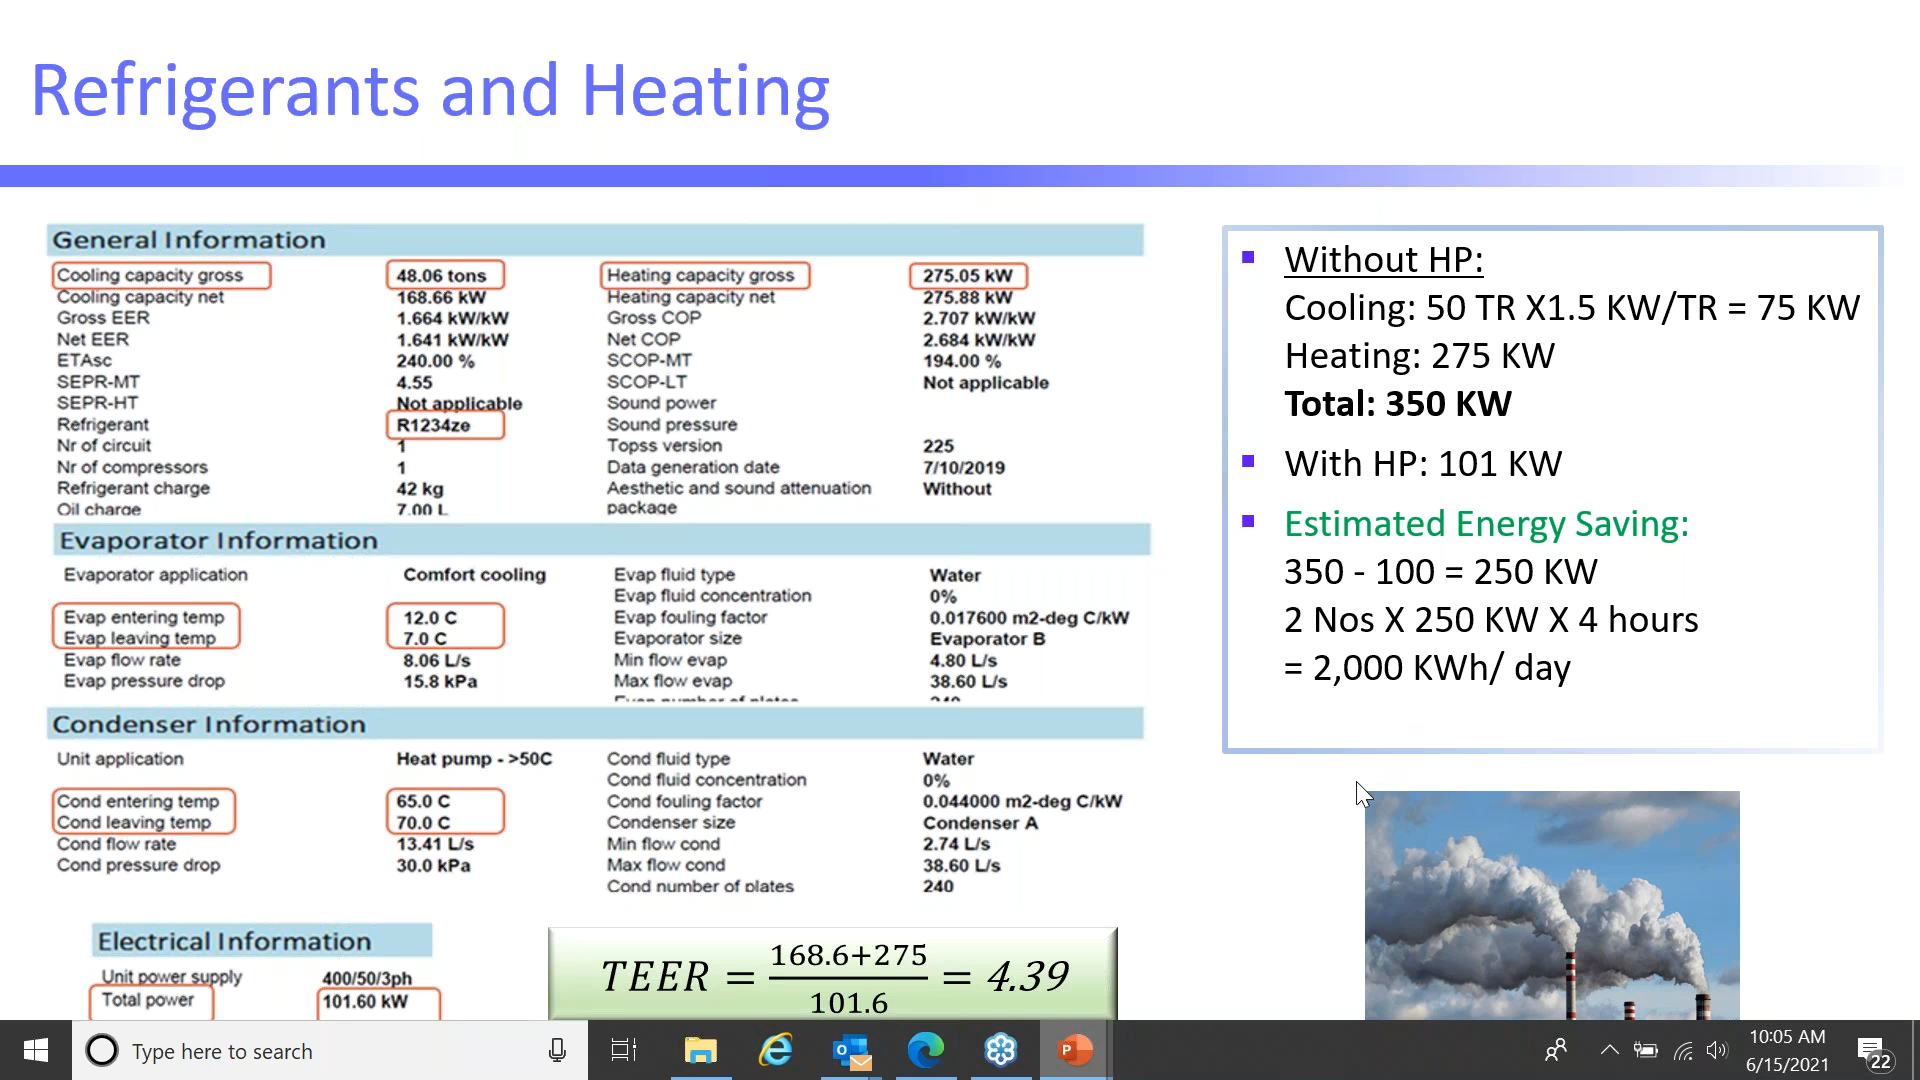 Refrigerants and Heating
General Information
Cooling capacity gross 48.06 tons Heating capacity gross 275.05 kW
Cooling capacity net 168.66 kW Heating capacity net 275.88 kW
Gross EER 1.664 kW/kW Gross COP 2.707 kW/kW
Net EER 1.641 kW/kW Net COP 2.684 kW/kW
ETAsc 240.00 % SCOP-MT 194.00 %
SEPR-MT 4.55 SCOP-LT Not applicable
SEPR-HT Not applicable Sound power
Refrigerant R1234ze Sound pressure
Nr of circuit 1 Topss version 225
Nr of compressors 1 Data generation date 7/10/2019
Refrigerant charge 42 kg Aesthetic and sound attenuation Without
Oil charge 7.00 L package
Evaporator Information
Evaporator application Comfort cooling Evap fluid type Water
Evap fluid concentration 0%
Evap entering temp 12.0 C Evap fouling factor 0.017600 m2-deg C/kW
Evap leaving temp 7.0 C Evaporator size Evaporator B
Evap flow rate 8.06 L/s Min flow evap 4.80 L/s
Evap pressure drop 15.8 kPa Max flow evap 38.60 L/s
Evap number of plates 240
Condenser Information
Unit application Heat pump - >50C Cond fluid type Water
Cond fluid concentration 0%
Cond entering temp 65.0 C Cond fouling factor 0.044000 m2-deg C/kW
Cond leaving temp 70.0 C Condenser size Condenser A
Cond flow rate 13.41 L/s Min flow cond 2.74 L/s
Cond pressure drop 30.0 kPa Max flow cond 38.60 L/s
Cond number of plates 240
Electrical Information
Unit power supply 400/50/3ph
Total power 101.60 kW
TEER = 168.6+275 / 101.6 = 4.39
Without HP:
Cooling: 50 TR X1.5 KW/TR = 75 KW
Heating: 275 KW
Total: 350 KW
With HP: 101 KW
Estimated Energy Saving:
350 - 100 = 250 KW
2 Nos X 250 KW X 4 hours
= 2,000 KWh/ day
Type here to search
10:05 AM
6/15/2021
22